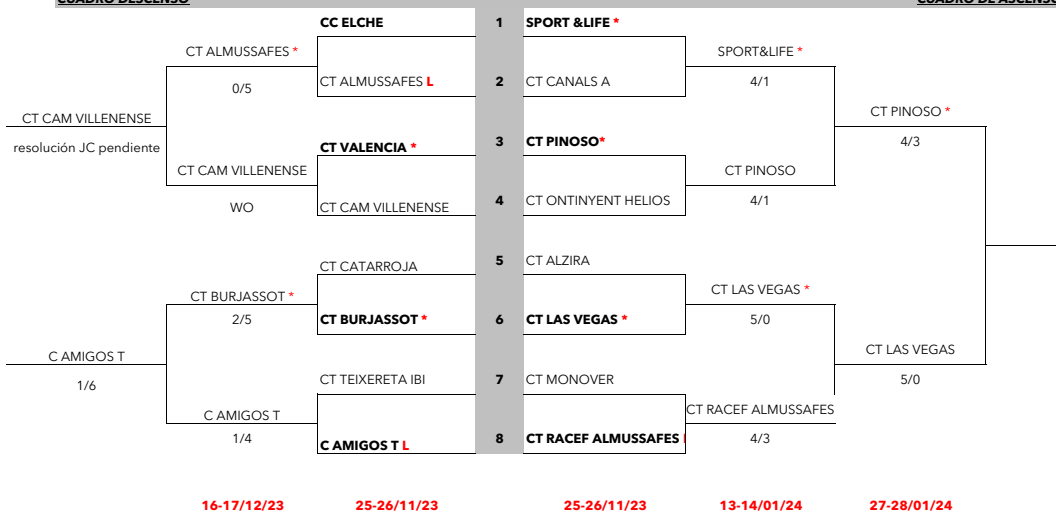 CUADRO DESCENSO CUADRO DE ASCENSO
CC ELCHE 1 SPORT &LIFE *
CT ALMUSSAFES * SPORT&LIFE *
0/5 CT ALMUSSAFES L 2 CT CANALS A 4/1
CT CAM VILLENENSE CT PINOSO *
resolución JC pendiente CT VALENCIA * 3 CT PINOSO* 4/3
CT CAM VILLENENSE CT PINOSO
WO CT CAM VILLENENSE 4 CT ONTINYENT HELIOS 4/1
CT CATARROJA 5 CT ALZIRA
CT BURJASSOT * CT LAS VEGAS *
2/5 CT BURJASSOT * 6 CT LAS VEGAS * 5/0
C AMIGOS T CT LAS VEGAS
1/6 CT TEIXERETA IBI 7 CT MONOVER 5/0
C AMIGOS T CT RACEF ALMUSSAFES
1/4 C AMIGOS T L 8 CT RACEF ALMUSSAFES 4/3
16-17/12/23 25-26/11/23 25-26/11/23 13-14/01/24 27-28/01/24